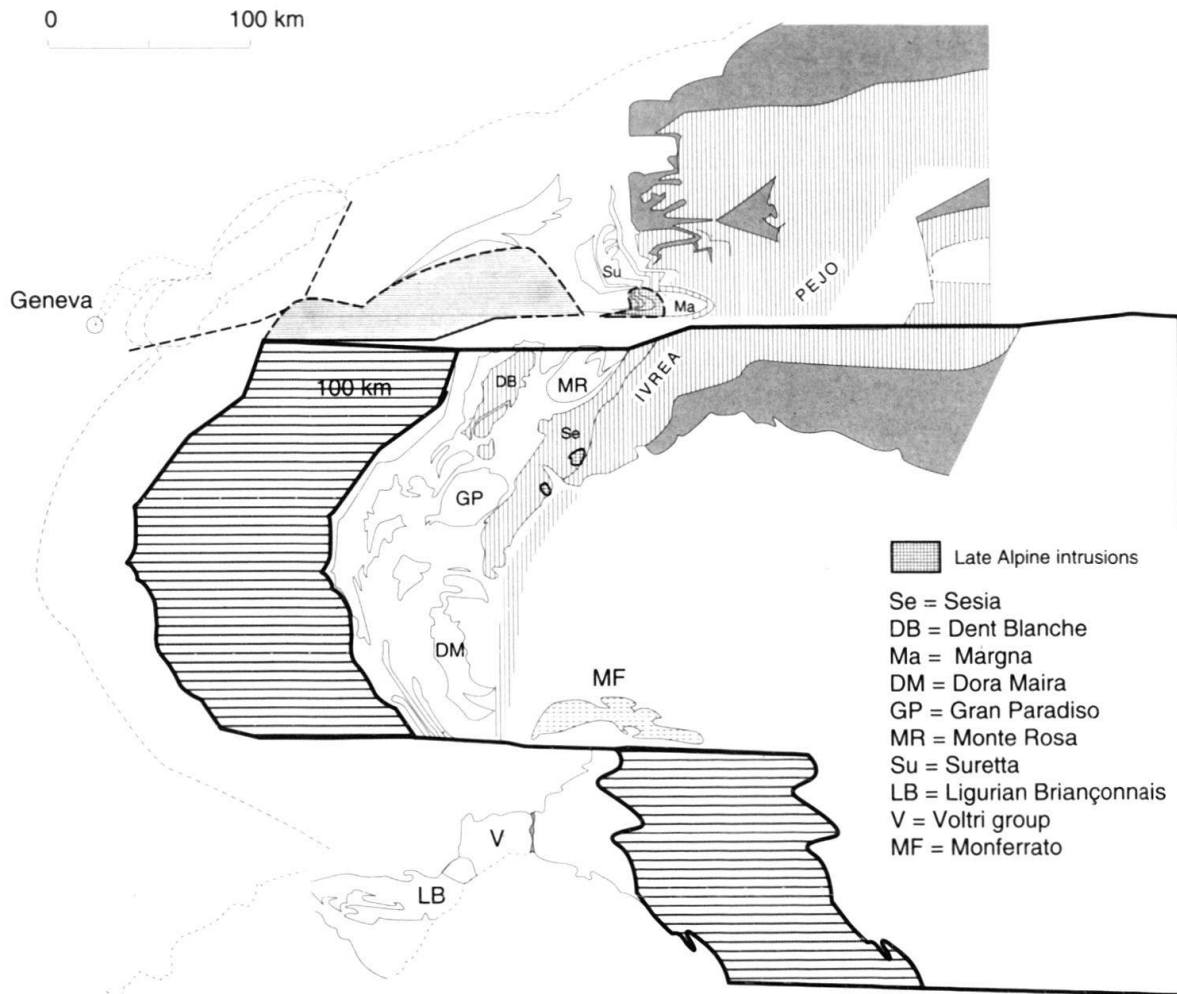 0 100 km
Geneva
Su
Ma
PEJO
100 km
DB
MR
IVREA
Se
GP
DM
MF
V
LB
Late Alpine intrusions
Se = Sesia
DB = Dent Blanche
Ma = Margna
DM = Dora Maira
GP = Gran Paradiso
MR = Monte Rosa
Su = Suretta
LB = Ligurian Briançonnais
V = Voltri group
MF = Monferrato